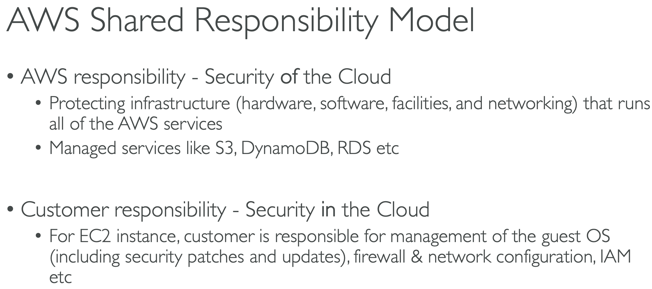 AWS Shared Responsibility Model
• AWS responsibility - Security of the Cloud
• Protecting infrastructure (hardware, software, facilities, and networking) that runs
all of the AWS services
• Managed services like S3, DynamoDB, RDS etc
• Customer responsibility - Security in the Cloud
• For EC2 instance, customer is responsible for management of the guest OS
(including security patches and updates), firewall & network configuration, IAM
etc